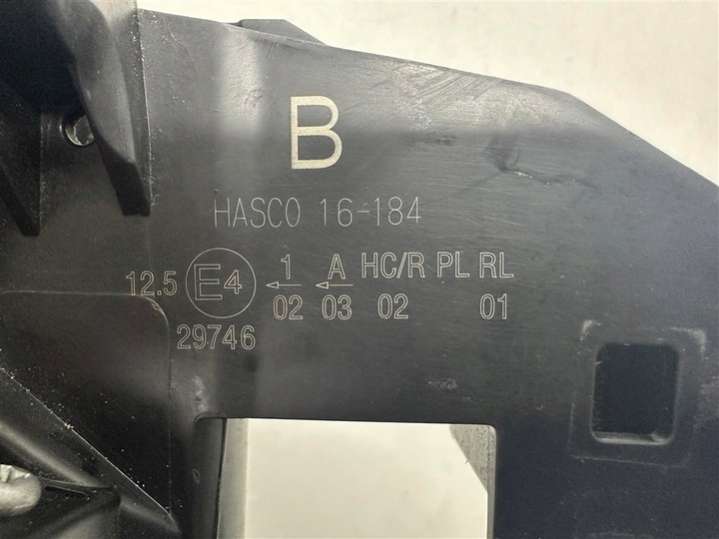 B
HASCO 16-184
12.5 E4 ← 1 ← A HC/R PL RL
02 03 02 01
29746